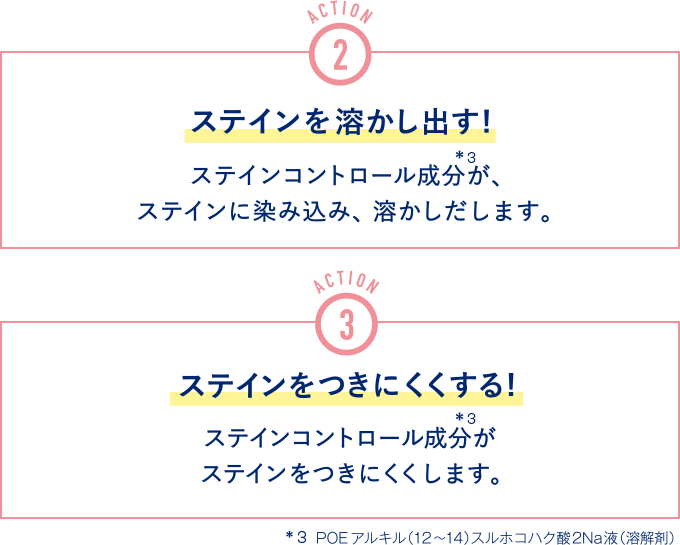 ACTION
2
ステインを溶かし出す!
ステインコントロール成分*3が、
ステインに染み込み、溶かしだします。
ACTION
3
ステインをつきにくくする!
ステインコントロール成分*3が
ステインをつきにくくします。
*3 POEアルキル(12~14)スルホコハク酸2Na液(溶解剤)